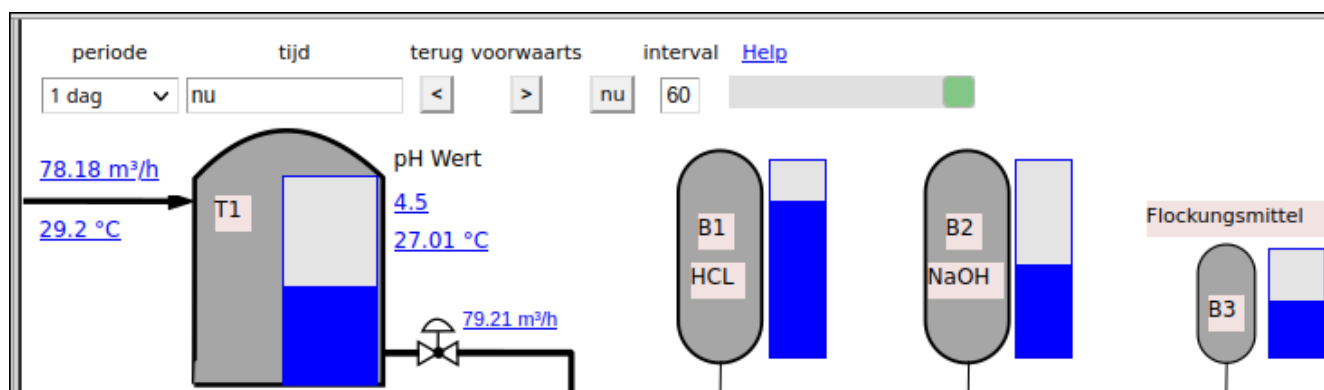 periode tijd terug voorwaarts interval Help
1 dag nu < > nu 60
78.18 m³/h
pH Wert
T1
4.5
29.2 °C
27.01 °C
79.21 m³/h
B1
HCL
B2
NaOH
Flockungsmittel
B3